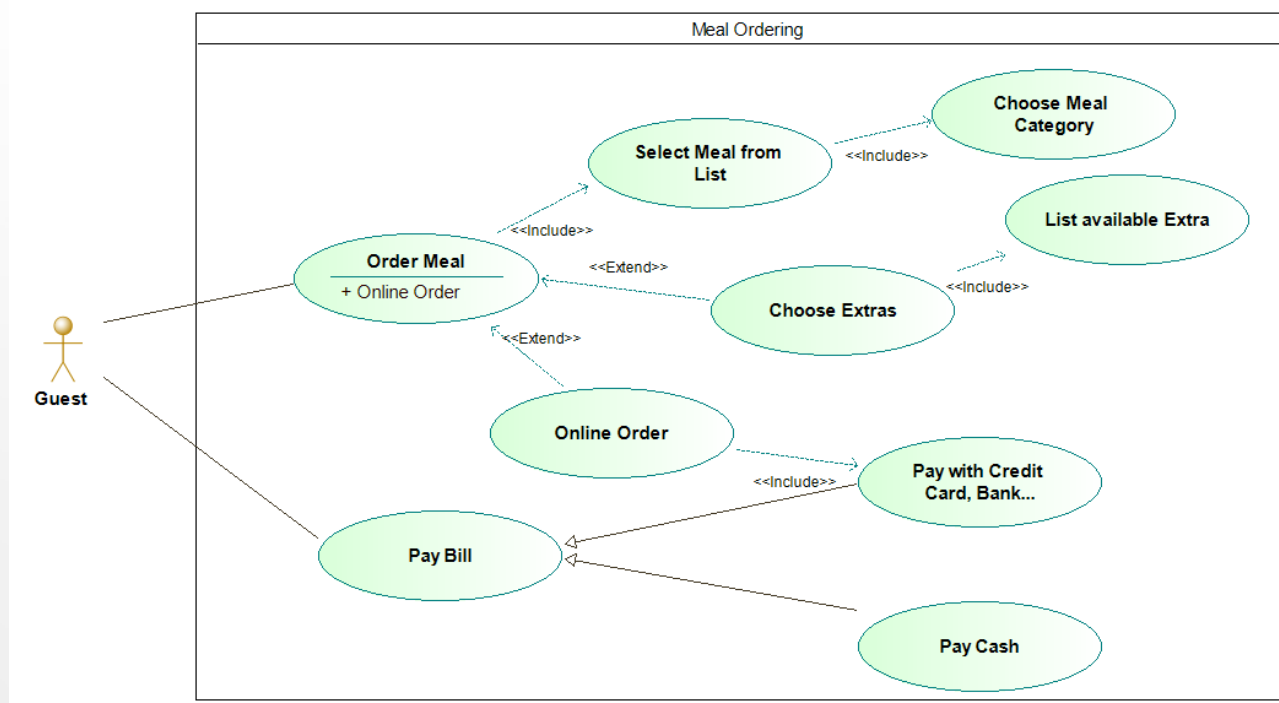 Meal Ordering
Choose Meal
Category
Select Meal from
List
<<Include>>
List available Extra
<<Include>>
Order Meal
+ Online Order
<<Extend>>
<<Include>>
Choose Extras
<<Extend>>
Guest
Online Order
Pay with Credit
Card, Bank...
<<Include>>
Pay Bill
Pay Cash